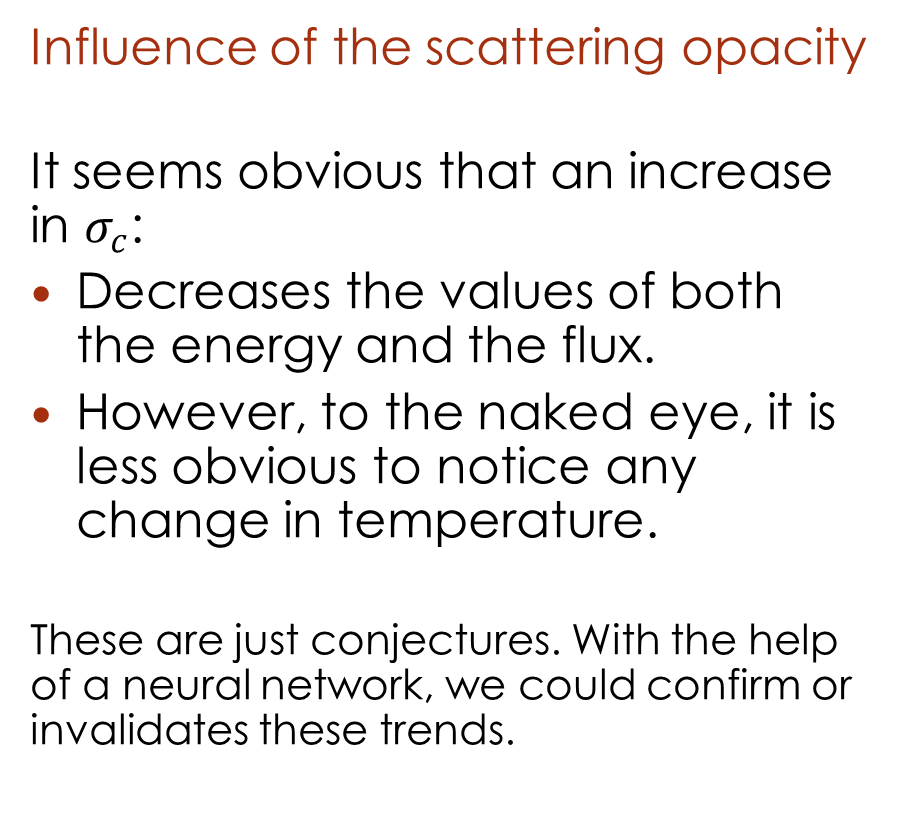 Influence of the scattering opacity
It seems obvious that an increase
in σ_c:
• Decreases the values of both
the energy and the flux.
• However, to the naked eye, it is
less obvious to notice any
change in temperature.
These are just conjectures. With the help
of a neural network, we could confirm or
invalidates these trends.